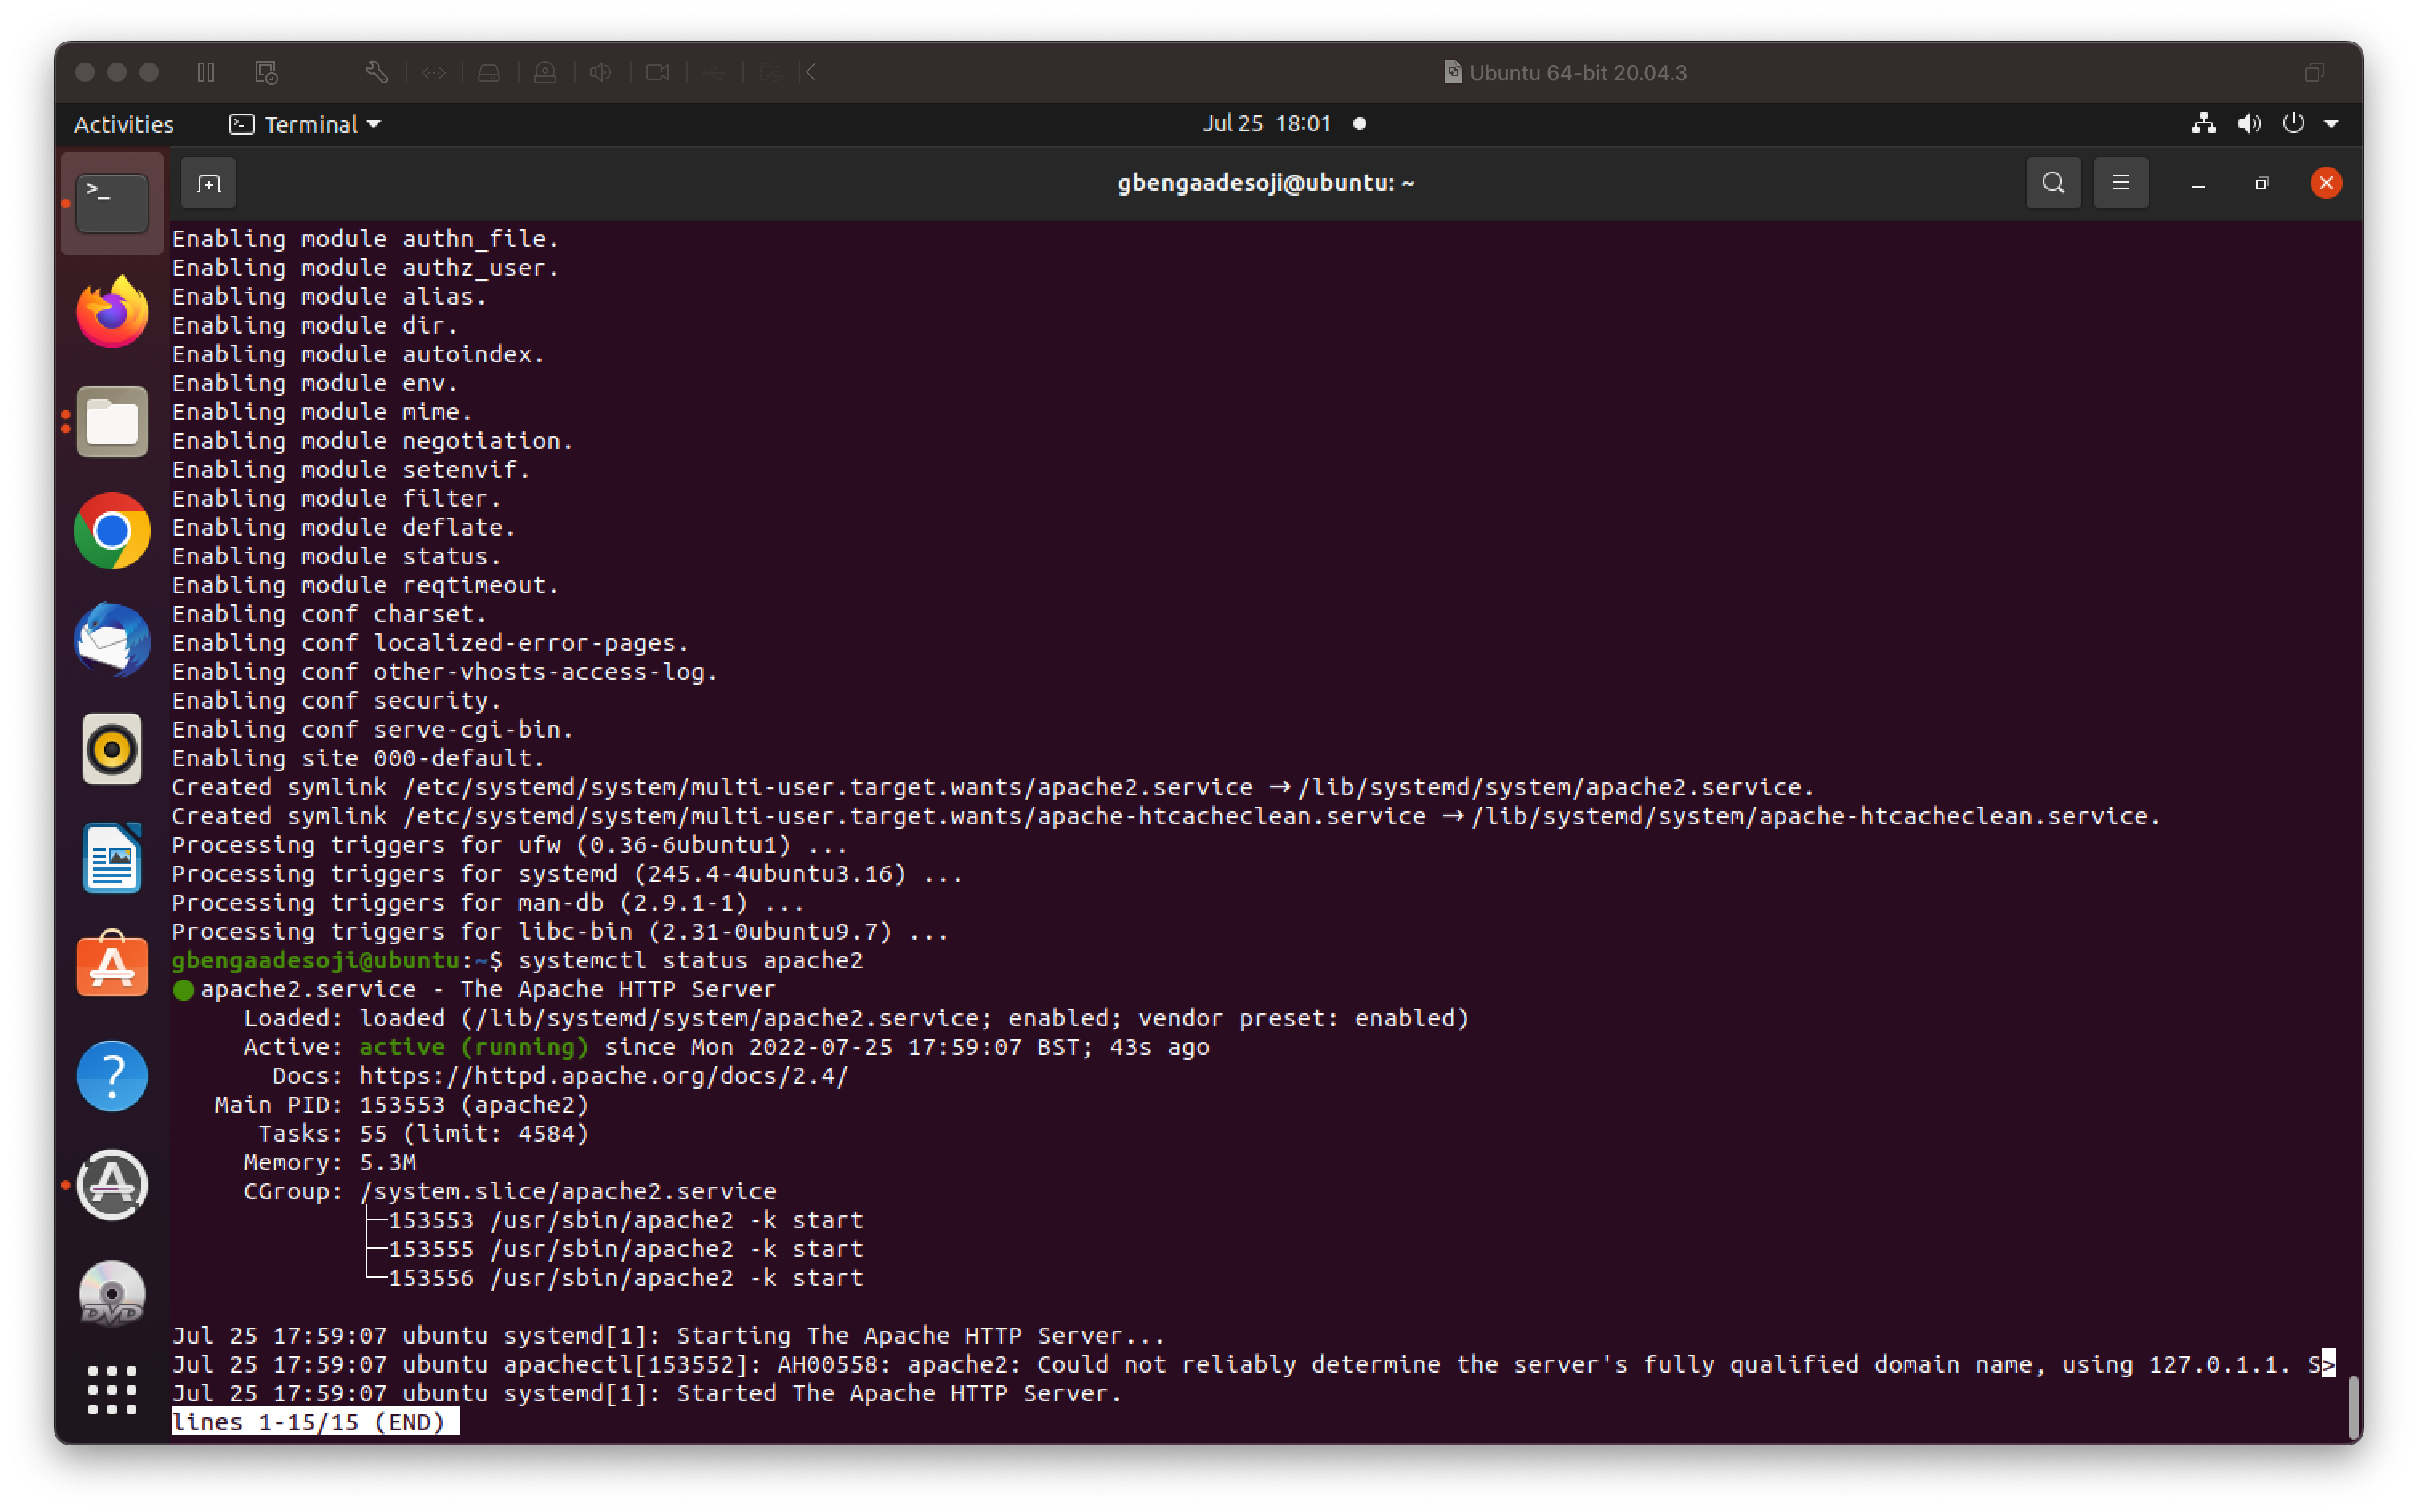 Ubuntu 64-bit 20.04.3
Activities Terminal Jul 25 18:01
gbengaadesoji@ubuntu: ~
Enabling module authn_file.
Enabling module authz_user.
Enabling module alias.
Enabling module dir.
Enabling module autoindex.
Enabling module env.
Enabling module mime.
Enabling module negotiation.
Enabling module setenvif.
Enabling module filter.
Enabling module deflate.
Enabling module status.
Enabling module reqtimeout.
Enabling conf charset.
Enabling conf localized-error-pages.
Enabling conf other-vhosts-access-log.
Enabling conf security.
Enabling conf serve-cgi-bin.
Enabling site 000-default.
Created symlink /etc/systemd/system/multi-user.target.wants/apache2.service → /lib/systemd/system/apache2.service.
Created symlink /etc/systemd/system/multi-user.target.wants/apache-htcacheclean.service → /lib/systemd/system/apache-htcacheclean.service.
Processing triggers for ufw (0.36-6ubuntu1) ...
Processing triggers for systemd (245.4-4ubuntu3.16) ...
Processing triggers for man-db (2.9.1-1) ...
Processing triggers for libc-bin (2.31-0ubuntu9.7) ...
gbengaadesoji@ubuntu:~$ systemctl status apache2
● apache2.service - The Apache HTTP Server
Loaded: loaded (/lib/systemd/system/apache2.service; enabled; vendor preset: enabled)
Active: active (running) since Mon 2022-07-25 17:59:07 BST; 43s ago
Docs: https://httpd.apache.org/docs/2.4/
Main PID: 153553 (apache2)
Tasks: 55 (limit: 4584)
Memory: 5.3M
CGroup: /system.slice/apache2.service
├─153553 /usr/sbin/apache2 -k start
├─153555 /usr/sbin/apache2 -k start
└─153556 /usr/sbin/apache2 -k start
Jul 25 17:59:07 ubuntu systemd[1]: Starting The Apache HTTP Server...
Jul 25 17:59:07 ubuntu apachectl[153552]: AH00558: apache2: Could not reliably determine the server's fully qualified domain name, using 127.0.1.1. S>
Jul 25 17:59:07 ubuntu systemd[1]: Started The Apache HTTP Server.
lines 1-15/15 (END)
DVD